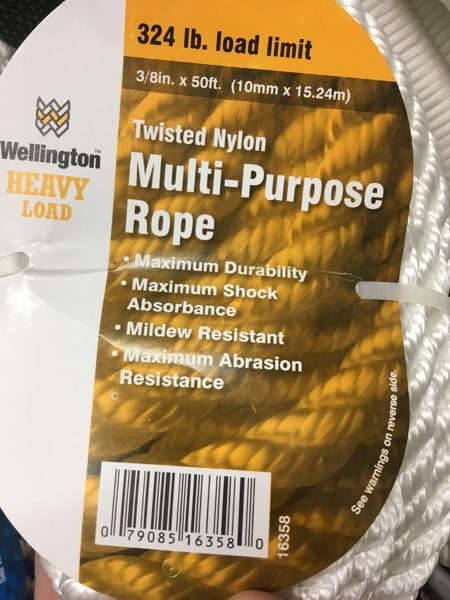 324 lb. load limit
3/8in. x 50ft. (10mm x 15.24m)
Wellington™
HEAVY
LOAD
Twisted Nylon
Multi-Purpose
Rope
• Maximum Durability
• Maximum Shock
Absorbance
• Mildew Resistant
• Maximum Abrasion
Resistance
See warnings on reverse side.
0 79085 16358 0
16358